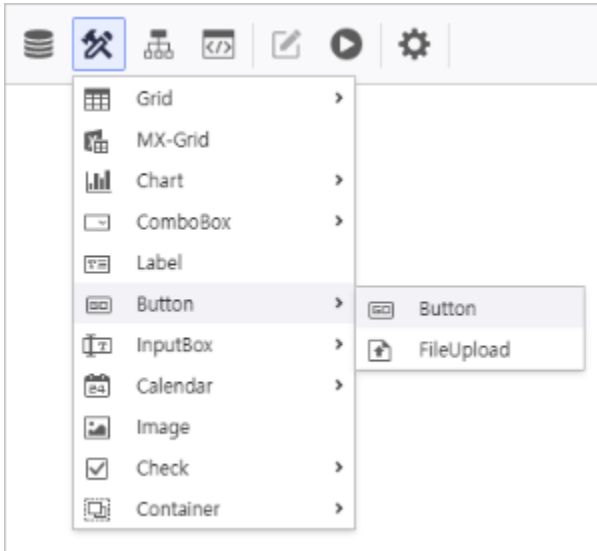 Grid
MX-Grid
Chart
ComboBox
Label
Button
Button
InputBox
FileUpload
Calendar
Image
Check
Container